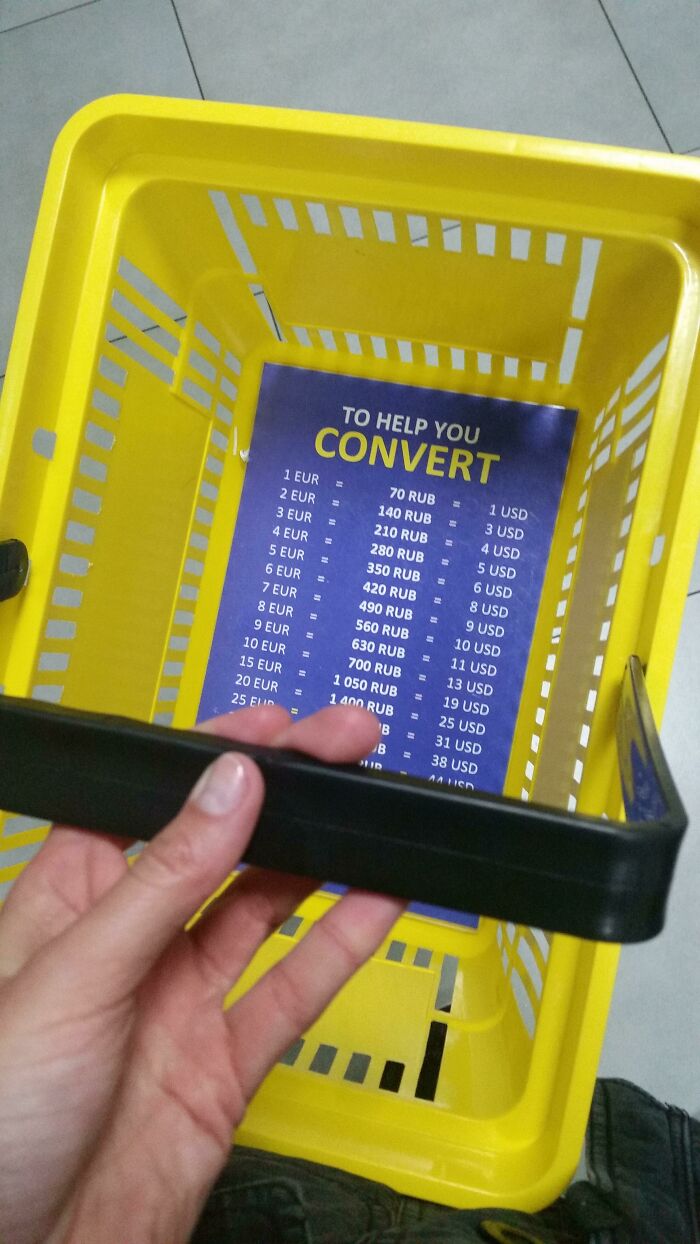 TO HELP YOU
CONVERT
1 EUR = 70 RUB = 1 USD
2 EUR = 140 RUB = 3 USD
3 EUR = 210 RUB = 4 USD
4 EUR = 280 RUB = 5 USD
5 EUR = 350 RUB = 6 USD
6 EUR = 420 RUB = 8 USD
7 EUR = 490 RUB = 9 USD
8 EUR = 560 RUB = 10 USD
9 EUR = 630 RUB = 11 USD
10 EUR = 700 RUB = 13 USD
15 EUR = 1 050 RUB = 19 USD
20 EUR = 1 400 RUB = 25 USD
25 EUR = 31 USD
= 38 USD
44 USD